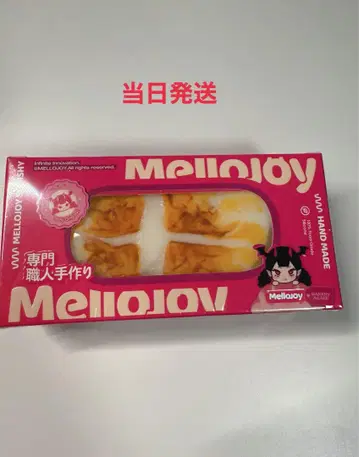 当日発送
Infinite Innovation.
@MELLOJOY.All rights reserved.
MELLOJOY
MelloJOY
HAND MADE
専門
職人手作り
MelloJOY
MelloJOY